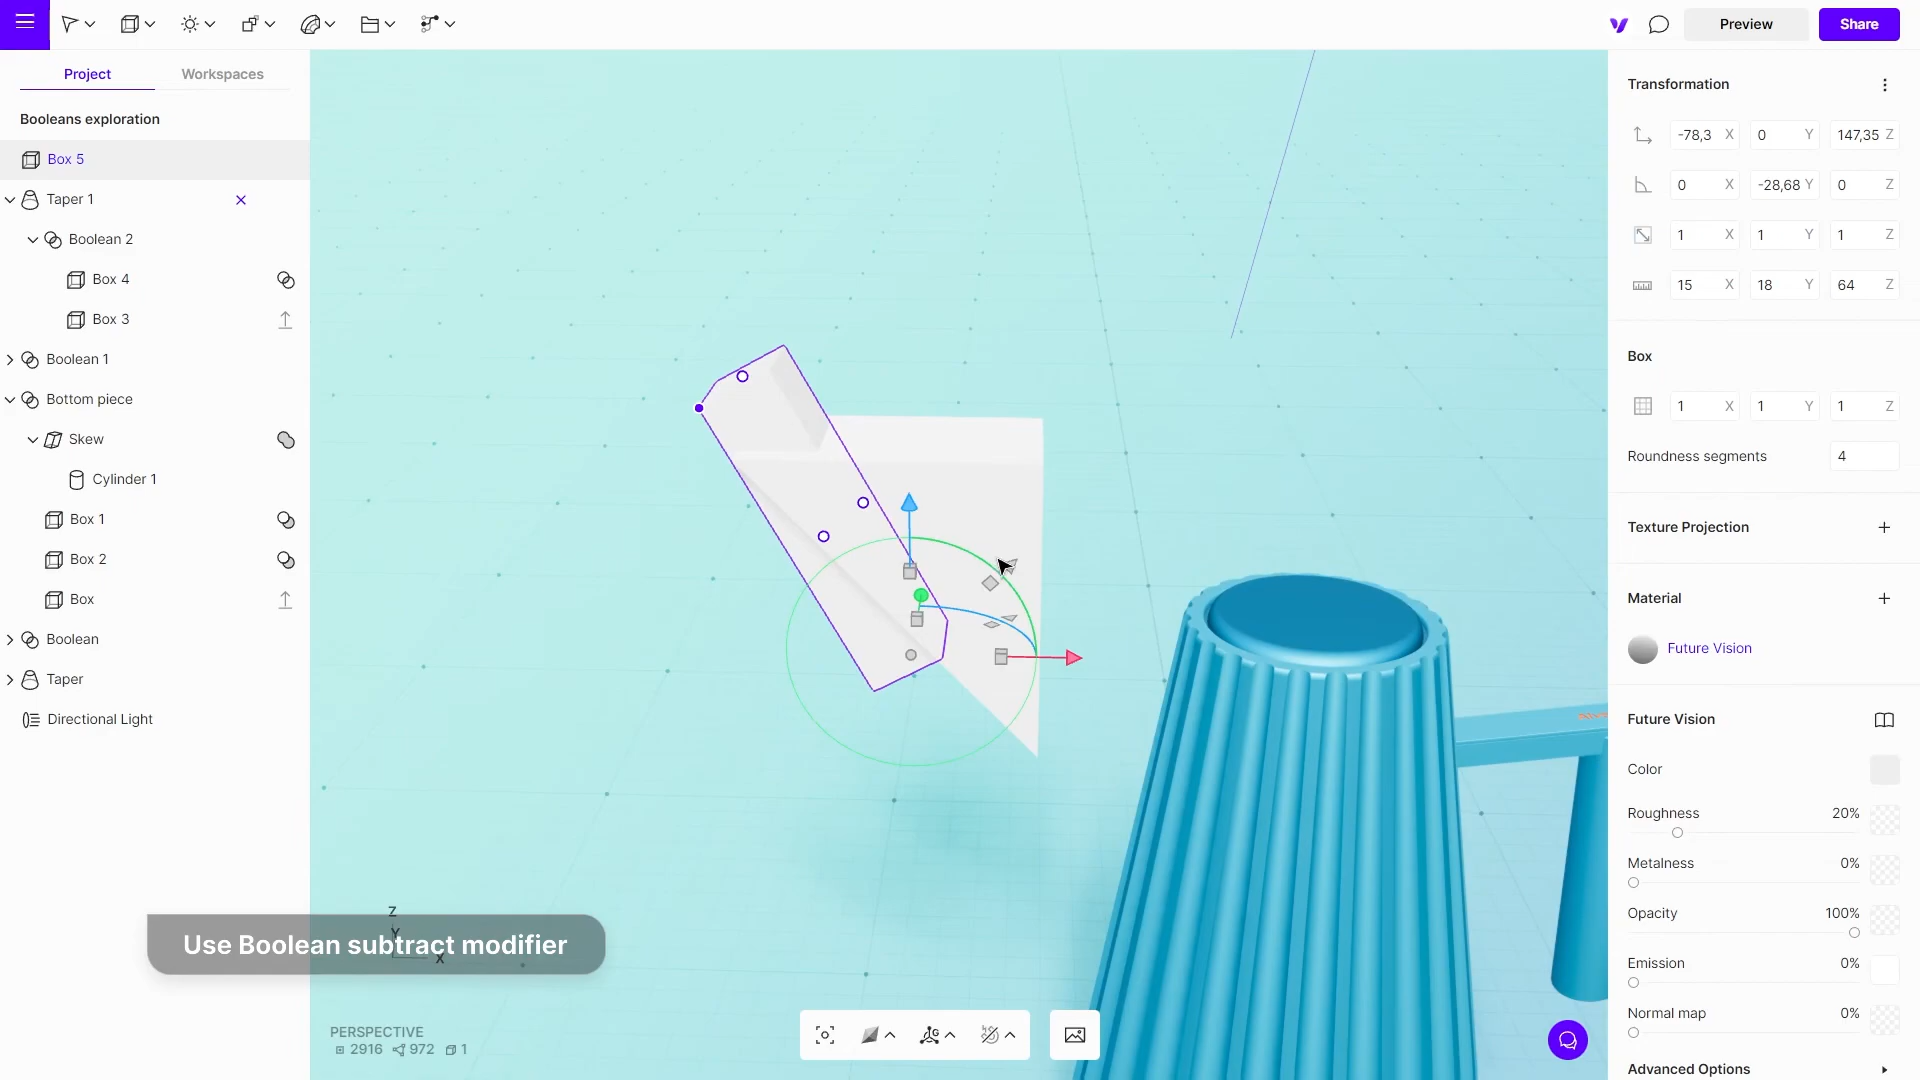 Preview
Share
Project
Workspaces
Booleans exploration
Box 5
Taper 1
Boolean 2
Box 4
Box 3
Boolean 1
Bottom piece
Skew
Cylinder 1
Box 1
Box 2
Box
Boolean
Taper
Directional Light
Z
Y
X
Use Boolean subtract modifier
PERSPECTIVE
2916 972 1
Transformation
-78,3 X 0 Y 147,35 Z
0 X -28,68 Y 0 Z
1 X 1 Y 1 Z
15 X 18 Y 64 Z
Box
1 X 1 Y 1 Z
Roundness segments 4
Texture Projection
Material
Future Vision
Future Vision
Color
Roughness 20%
Metalness 0%
Opacity 100%
Emission 0%
Normal map 0%
Advanced Options